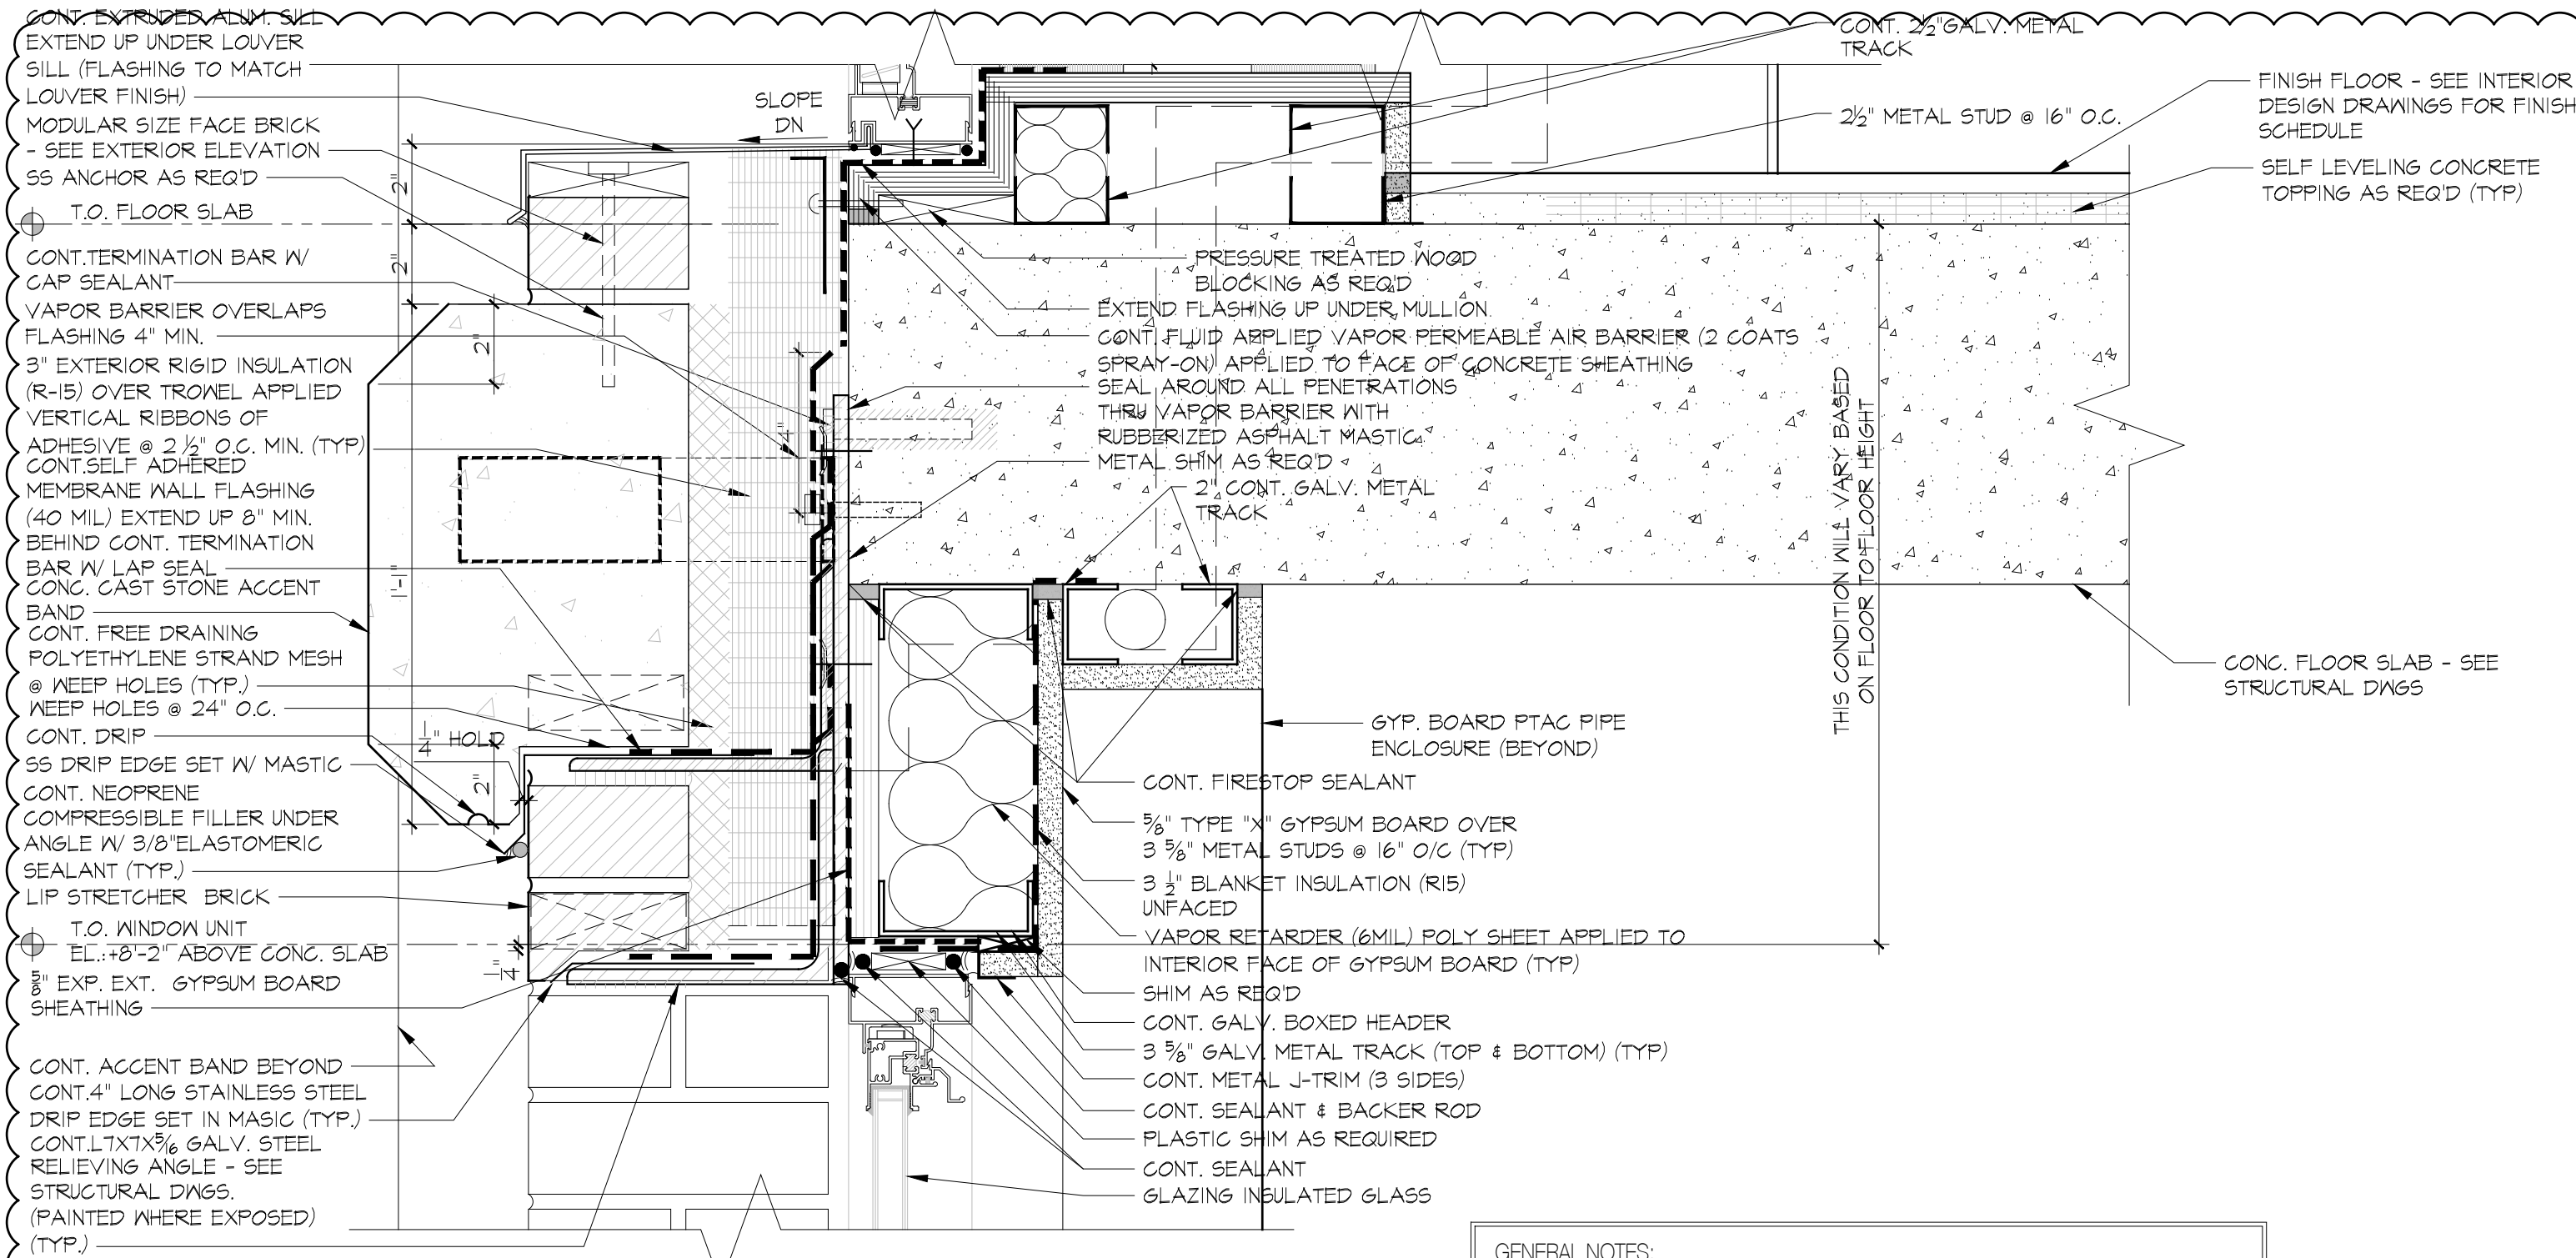 CONT. EXTRUDED ALUM. SILL
EXTEND UP UNDER LOUVER
SILL (FLASHING TO MATCH
LOUVER FINISH)
MODULAR SIZE FACE BRICK
- SEE EXTERIOR ELEVATION
SS ANCHOR AS REQ'D
T.O. FLOOR SLAB
CONT.TERMINATION BAR W/
CAP SEALANT
VAPOR BARRIER OVERLAPS
FLASHING 4" MIN.
3" EXTERIOR RIGID INSULATION
(R-15) OVER TROWEL APPLIED
VERTICAL RIBBONS OF
ADHESIVE @ 2 ½" O.C. MIN. (TYP)
CONT.SELF ADHERED
MEMBRANE WALL FLASHING
(40 MIL) EXTEND UP 8" MIN.
BEHIND CONT. TERMINATION
BAR W/ LAP SEAL
CONC. CAST STONE ACCENT
BAND
CONT. FREE DRAINING
POLYETHYLENE STRAND MESH
@ WEEP HOLES (TYP.)
WEEP HOLES @ 24" O.C.
CONT. DRIP
SS DRIP EDGE SET W/ MASTIC
CONT. NEOPRENE
COMPRESSIBLE FILLER UNDER
ANGLE W/ 3/8"ELASTOMERIC
SEALANT (TYP.)
LIP STRETCHER BRICK
T.O. WINDOW UNIT
EL.:+8'-2" ABOVE CONC. SLAB
⅝" EXP. EXT. GYPSUM BOARD
SHEATHING
CONT. ACCENT BAND BEYOND
CONT.4" LONG STAINLESS STEEL
DRIP EDGE SET IN MASIC (TYP.)
CONT.L7X7X5/16 GALV. STEEL
RELIEVING ANGLE - SEE
STRUCTURAL DWGS.
(PAINTED WHERE EXPOSED)
(TYP.)
SLOPE
DN
2"
2"
2"
4"
1'-1"
¼" HOLD
2"
¼"
CONT. 2½"GALV. METAL
TRACK
2½" METAL STUD @ 16" O.C.
FINISH FLOOR - SEE INTERIOR
DESIGN DRAWINGS FOR FINISH
SCHEDULE
SELF LEVELING CONCRETE
TOPPING AS REQ'D (TYP)
PRESSURE TREATED WOOD
BLOCKING AS REQ'D
EXTEND FLASHING UP UNDER MULLION
CONT. FLUID APPLIED VAPOR PERMEABLE AIR BARRIER (2 COATS
SPRAY-ON) APPLIED TO FACE OF CONCRETE SHEATHING
SEAL AROUND ALL PENETRATIONS
THRU VAPOR BARRIER WITH
RUBBERIZED ASPHALT MASTIC
METAL SHIM AS REQ'D
2" CONT. GALV. METAL
TRACK
THIS CONDITION WILL VARY BASED
ON FLOOR TO FLOOR HEIGHT
CONC. FLOOR SLAB - SEE
STRUCTURAL DWGS
GYP. BOARD PTAC PIPE
ENCLOSURE (BEYOND)
CONT. FIRESTOP SEALANT
⅝" TYPE "X" GYPSUM BOARD OVER
3 ⅝" METAL STUDS @ 16" O/C (TYP)
3 ½" BLANKET INSULATION (R15)
UNFACED
VAPOR RETARDER (6MIL) POLY SHEET APPLIED TO
INTERIOR FACE OF GYPSUM BOARD (TYP)
SHIM AS REQ'D
CONT. GALV. BOXED HEADER
3 ⅝" GALV. METAL TRACK (TOP & BOTTOM) (TYP)
CONT. METAL J-TRIM (3 SIDES)
CONT. SEALANT & BACKER ROD
PLASTIC SHIM AS REQUIRED
CONT. SEALANT
GLAZING INSULATED GLASS
GENERAL NOTES: